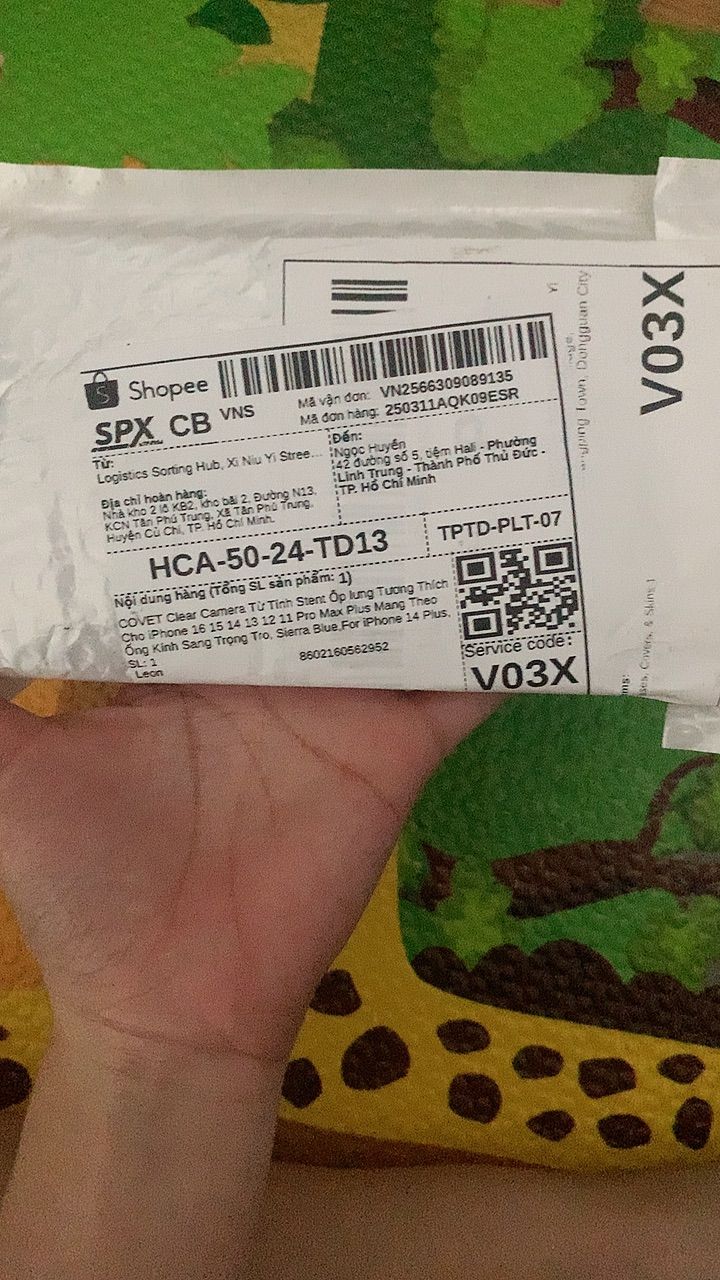 Shopee
SPX CB VNS
Mã vận đơn: VN2566309089135
Mã đơn hàng: 250311AQK09ESR
Từ:
Logistics Sorting Hub, Xi Niu Yi Stree...
Địa chỉ hoàn hàng:
Nhà kho 2 lô KB2, kho bãi 2, Đường N13,
KCN Tân Phú Trung, Xã Tân Phú Trung,
Huyện Củ Chi, TP. Hồ Chí Minh.
Đến:
Ngọc Huyền
42 đường số 5, tiệm Hali - Phường
Linh Trung - Thành Phố Thủ Đức -
TP. Hồ Chí Minh
HCA-50-24-TD13
TPTD-PLT-07
Nội dung hàng (Tổng SL sản phẩm: 1)
COVET Clear Camera Từ Tính Stent Ốp lưng Tương Thích
Cho iPhone 16 15 14 13 12 11 Pro Max Plus Mang Theo
Ống Kính Sang Trọng Tro, Sierra Blue,For iPhone 14 Plus,
SL: 1
Leon
8602160562952
Service code:
V03X
Yi
Town, Dongguan City
V03X
Covers, & Skins 1